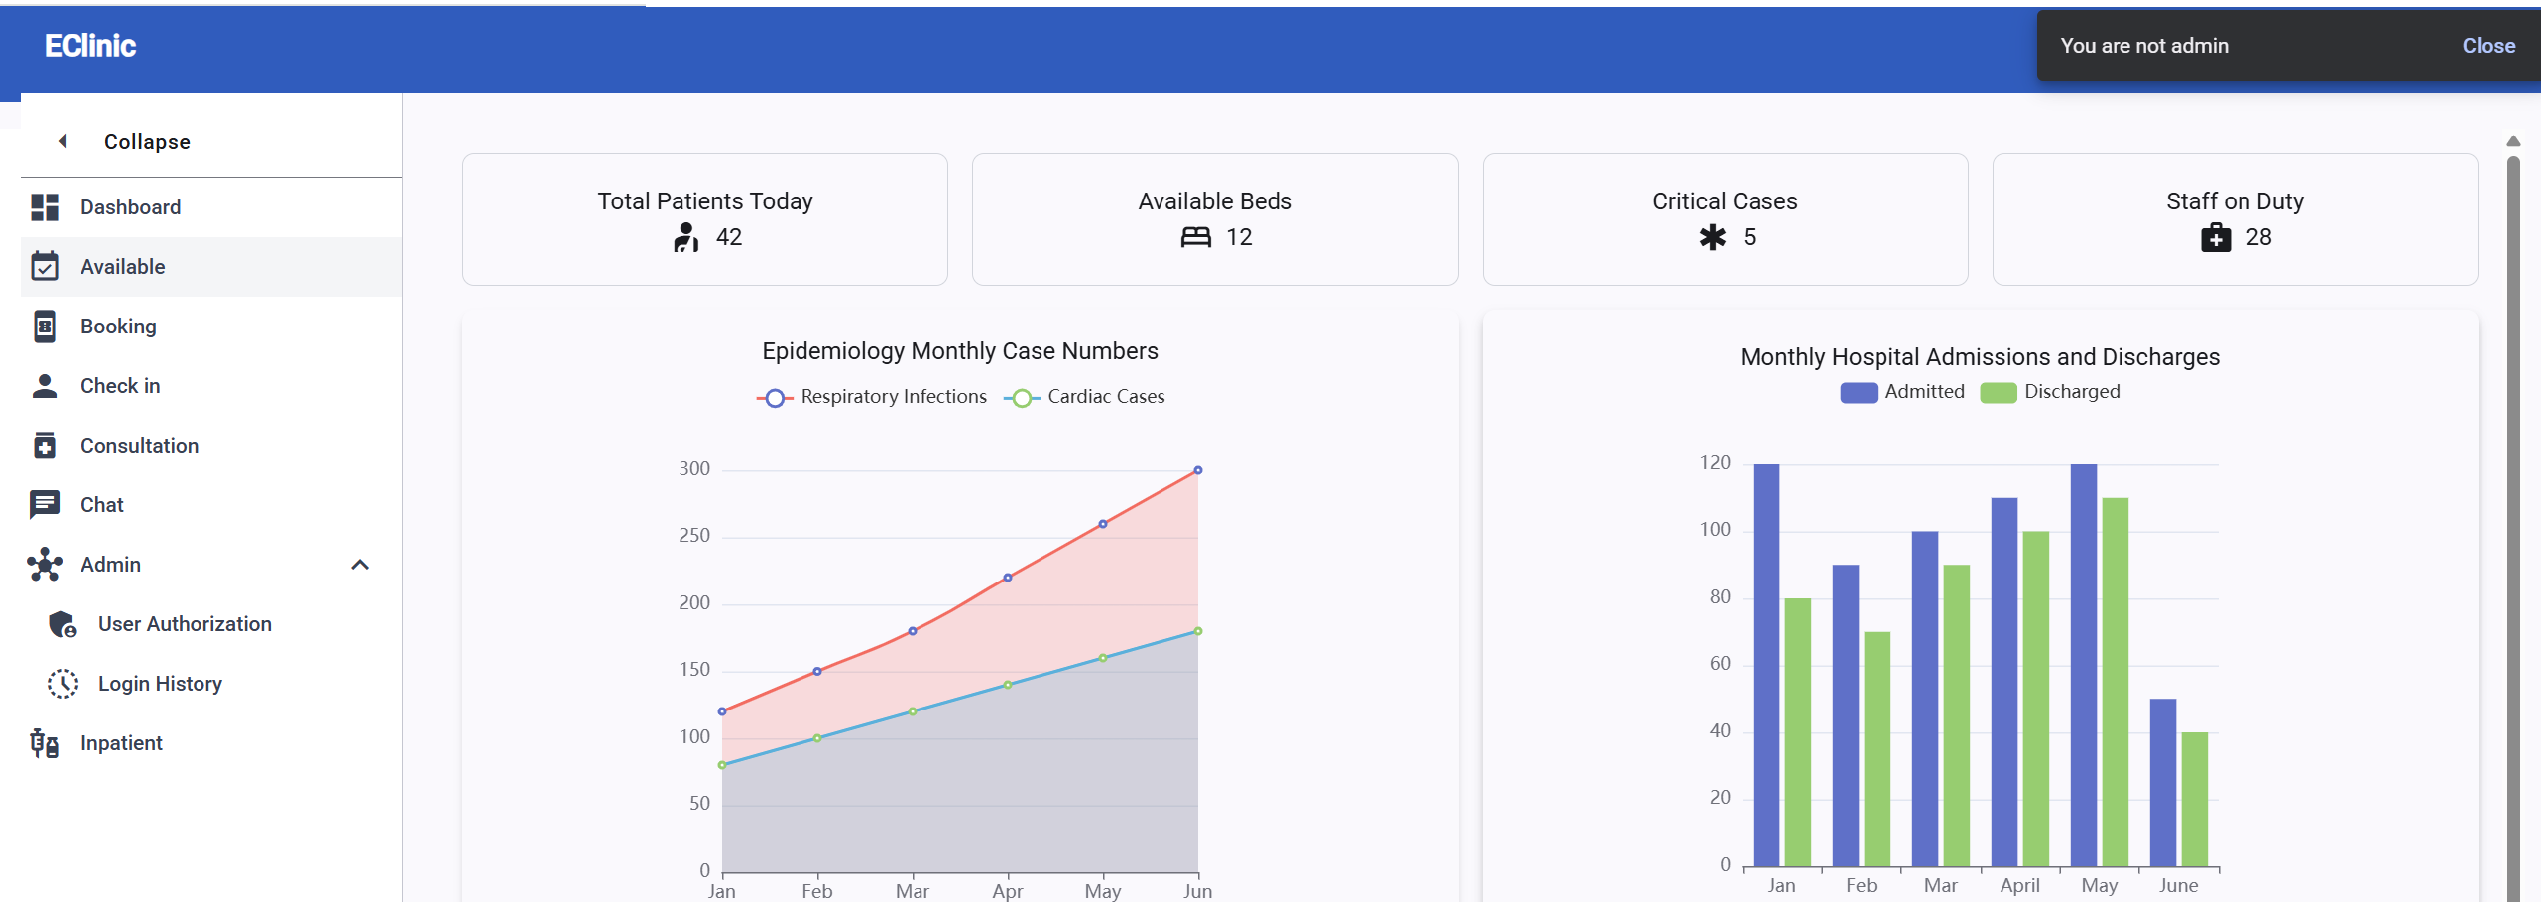 EClinic
You are not admin Close
Collapse
Dashboard
Available
Booking
Check in
Consultation
Chat
Admin
User Authorization
Login History
Inpatient
Total Patients Today
42
Available Beds
12
Critical Cases
5
Staff on Duty
28
Epidemiology Monthly Case Numbers
Respiratory Infections Cardiac Cases
300
250
200
150
100
50
0
Jan Feb Mar Apr May Jun
Monthly Hospital Admissions and Discharges
Admitted Discharged
120
100
80
60
40
20
0
Jan Feb Mar April May June